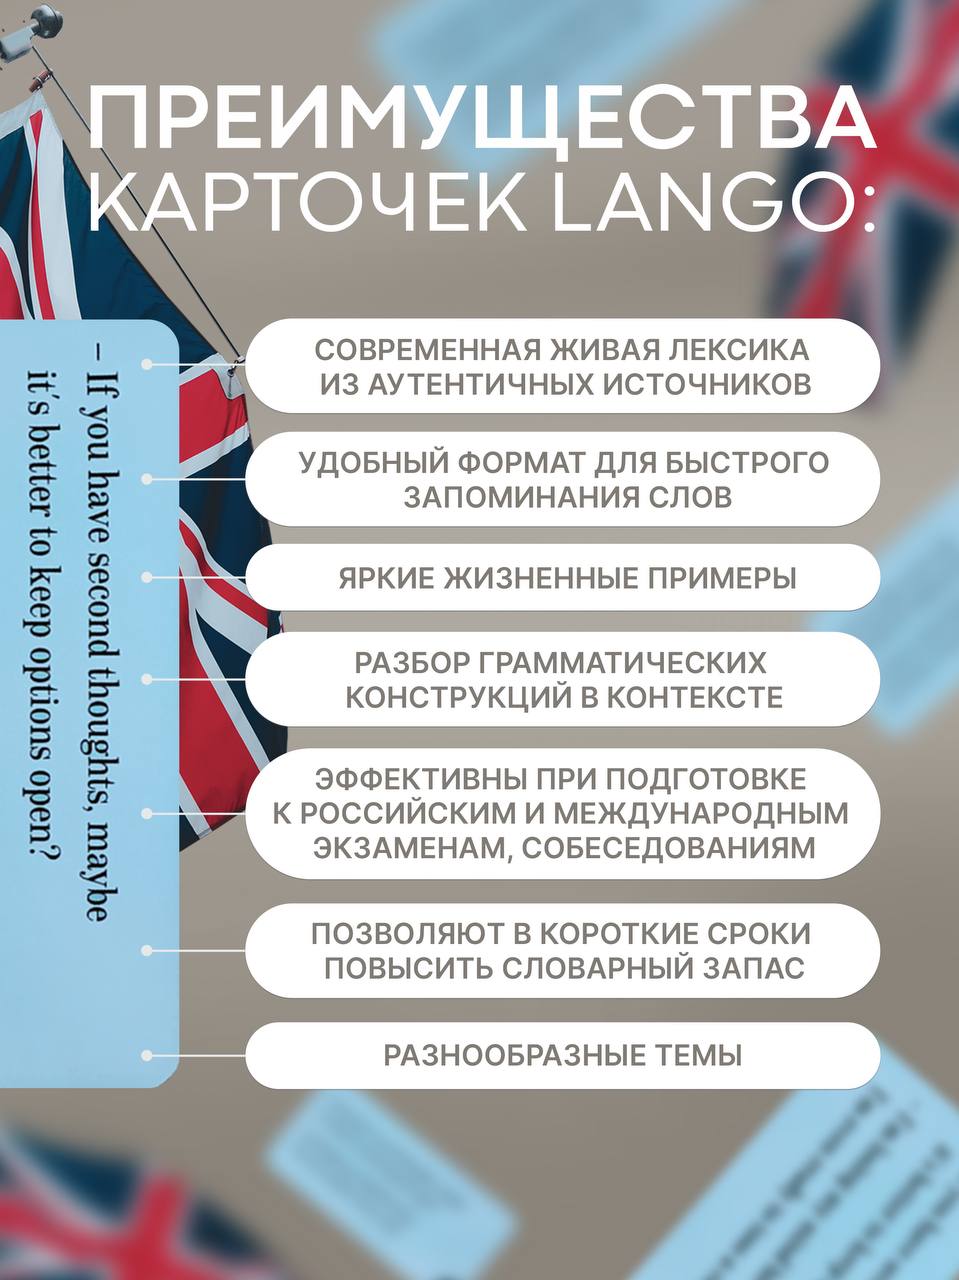 ПРЕИМУЩЕСТВА
КАРТОЧЕК LANGO:
– If you have second thoughts, maybe
it's better to keep options open?
СОВРЕМЕННАЯ ЖИВАЯ ЛЕКСИКА
ИЗ АУТЕНТИЧНЫХ ИСТОЧНИКОВ
УДОБНЫЙ ФОРМАТ ДЛЯ БЫСТРОГО
ЗАПОМИНАНИЯ СЛОВ
ЯРКИЕ ЖИЗНЕННЫЕ ПРИМЕРЫ
РАЗБОР ГРАММАТИЧЕСКИХ
КОНСТРУКЦИЙ В КОНТЕКСТЕ
ЭФФЕКТИВНЫ ПРИ ПОДГОТОВКЕ
К РОССИЙСКИМ И МЕЖДУНАРОДНЫМ
ЭКЗАМЕНАМ, СОБЕСЕДОВАНИЯМ
ПОЗВОЛЯЮТ В КОРОТКИЕ СРОКИ
ПОВЫСИТЬ СЛОВАРНЫЙ ЗАПАС
РАЗНООБРАЗНЫЕ ТЕМЫ